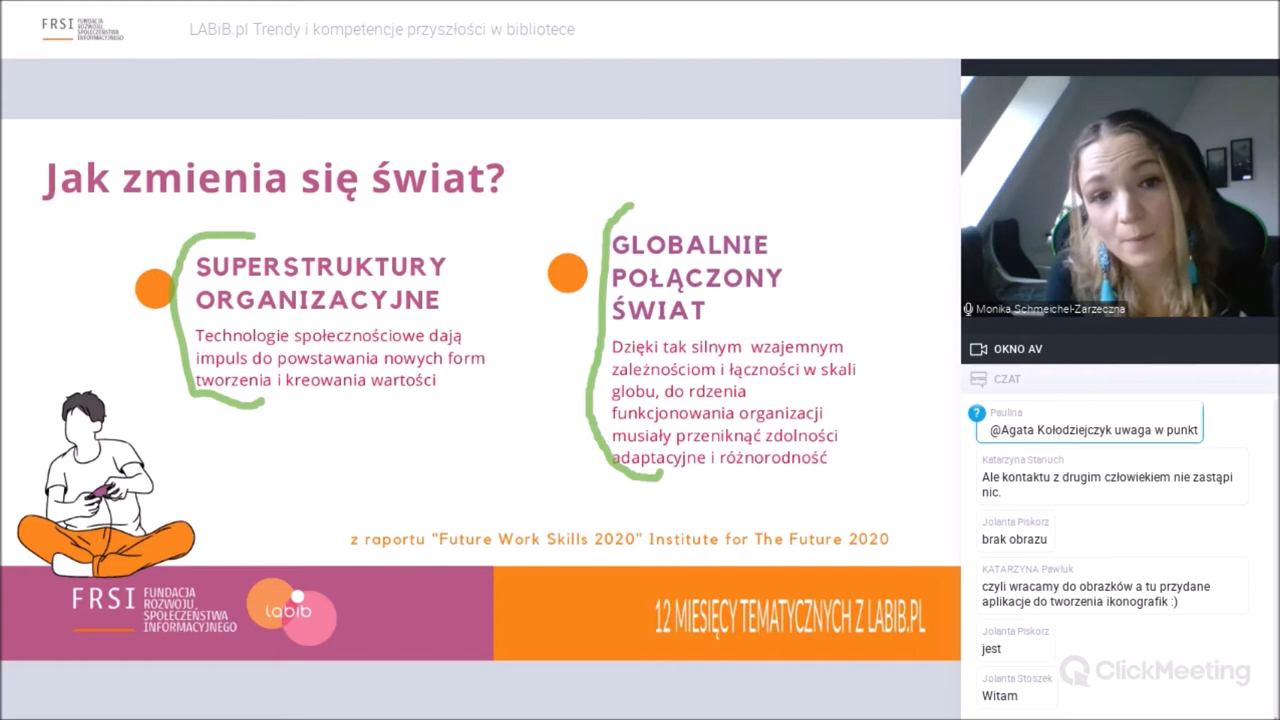 FRSI
FUNDACJA
ROZWOJU
SPOŁECZEŃSTWA
INFORMACYJNEGO
LABiB.pl Trendy i kompetencje przyszłości w bibliotece
Jak zmienia się świat?
SUPERSTRUKTURY
ORGANIZACYJNE
Technologie społecznościowe dają
impuls do powstawania nowych form
tworzenia i kreowania wartości
GLOBALNIE
POŁĄCZONY
ŚWIAT
Dzięki tak silnym wzajemnym
zależnościom i łączności w skali
globu, do rdzenia
funkcjonowania organizacji
musiały przeniknąć zdolności
adaptacyjne i różnorodność
z raportu "Future Work Skills 2020" Institute for The Future 2020
FRSI
FUNDACJA
ROZWOJU
SPOŁECZEŃSTWA
INFORMACYJNEGO
labib
12 MIESIĘCY TEMATYCZNYCH Z LABIB.PL
Monika Schmeichel-Zarzeczna
OKNO AV
CZAT
?
Paulina
@Agata Kołodziejczyk uwaga w punkt
Katarzyna Stanuch
Ale kontaktu z drugim człowiekiem nie zastąpi
nic.
Jolanta Piskorz
brak obrazu
KATARZYNA Pawluk
czyli wracamy do obrazków a tu przydane
aplikacje do tworzenia ikonografik :)
Jolanta Piskorz
jest
Jolanta Stoszek
Witam
ClickMeeting